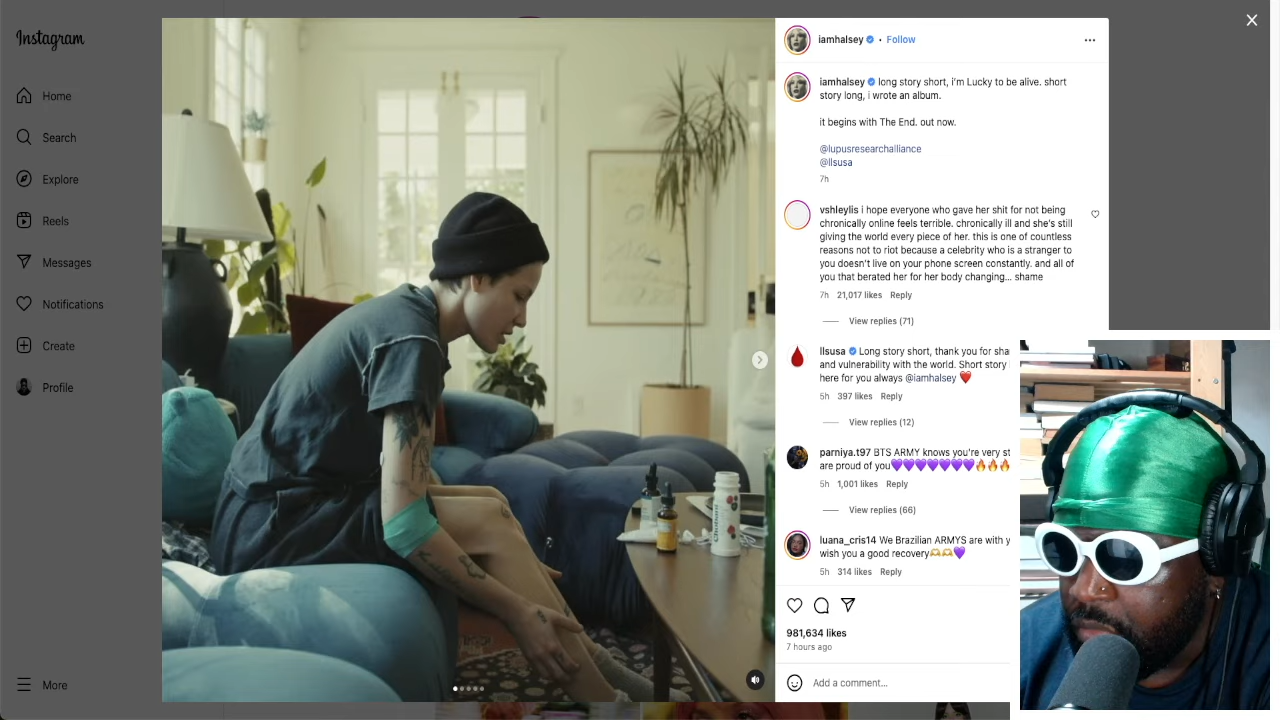 Instagram
Home
Search
Explore
Reels
Messages
Notifications
Create
Profile
More
iamhalsey • Follow
iamhalsey long story short, i'm Lucky to be alive. short
story long, i wrote an album.
it begins with The End. out now.
@lupusresearchalliance
@llsusa
7h
vshleylis i hope everyone who gave her shit for not being
chronically online feels terrible. chronically ill and she's still
giving the world every piece of her. this is one of countless
reasons not to riot because a celebrity who is a stranger to
you doesn't live on your phone screen constantly. and all of
you that berated her for her body changing... shame
7h 21,017 likes Reply
View replies (71)
llsusa Long story short, thank you for sha
and vulnerability with the world. Short story
here for you always @iamhalsey ❤️
5h 397 likes Reply
View replies (12)
parniya.t97 BTS ARMY knows you're very st
are proud of you💜💜💜💜💜💜💜🔥🔥🔥
5h 1,001 likes Reply
View replies (66)
luana_cris14 We Brazilian ARMYS are with y
wish you a good recovery🫶🫶💜
5h 314 likes Reply
981,634 likes
7 hours ago
Add a comment...